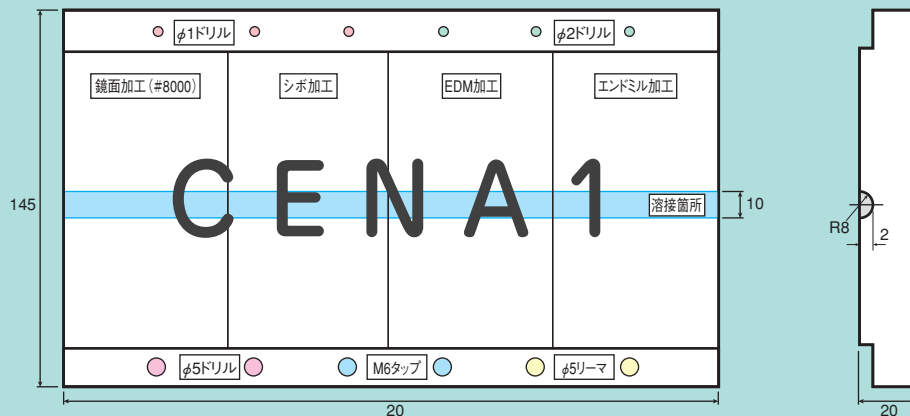 φ1ドリル
φ2ドリル
鏡面加工（#8000）
シボ加工
EDM加工
エンドミル加工
CENA1
溶接箇所
145
10
R8
2
φ5ドリル
M6タップ
φ5リーマ
20
20